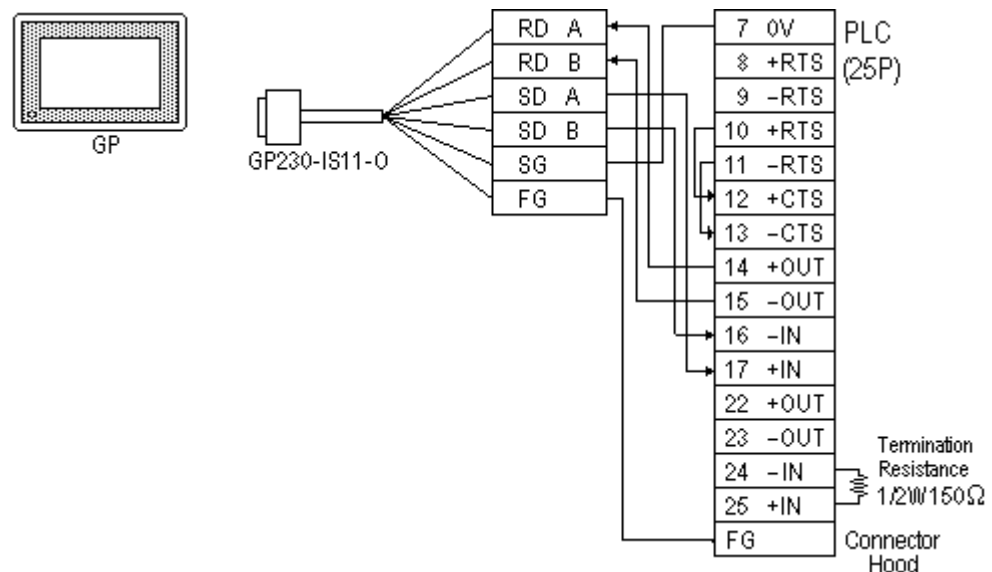 GP
GP230-IS11-O
RD A
RD B
SD A
SD B
SG
FG
7 0V
8 +RTS
9 -RTS
10 +RTS
11 -RTS
12 +CTS
13 -CTS
14 +OUT
15 -OUT
16 -IN
17 +IN
22 +OUT
23 -OUT
24 -IN
25 +IN
FG
PLC
(25P)
Termination
Resistance
1/2W150Ω
Connector
Hood